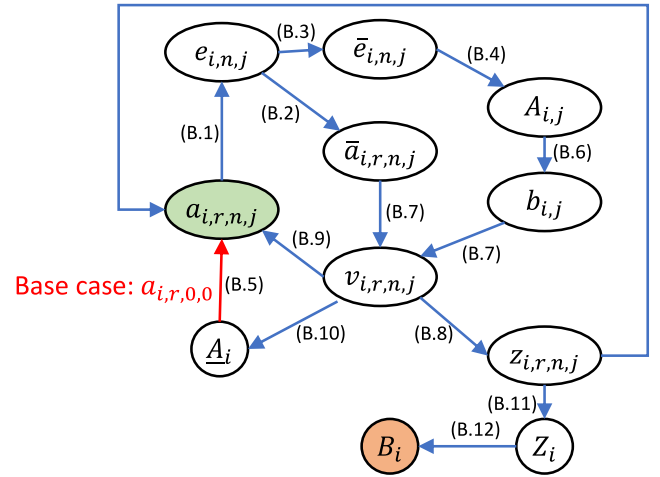 (B.3)
e_{i,n,j}
ē_{i,n,j}
(B.4)
A_{i,j}
(B.1)
(B.2)
(B.6)
ā_{i,r,n,j}
b_{i,j}
a_{i,r,n,j}
(B.9)
(B.7)
(B.7)
Base case: a_{i,r,0,0}
(B.5)
v_{i,r,n,j}
(B.10)
(B.8)
A̲_i
z_{i,r,n,j}
(B.11)
(B.12)
B_i
Z_i